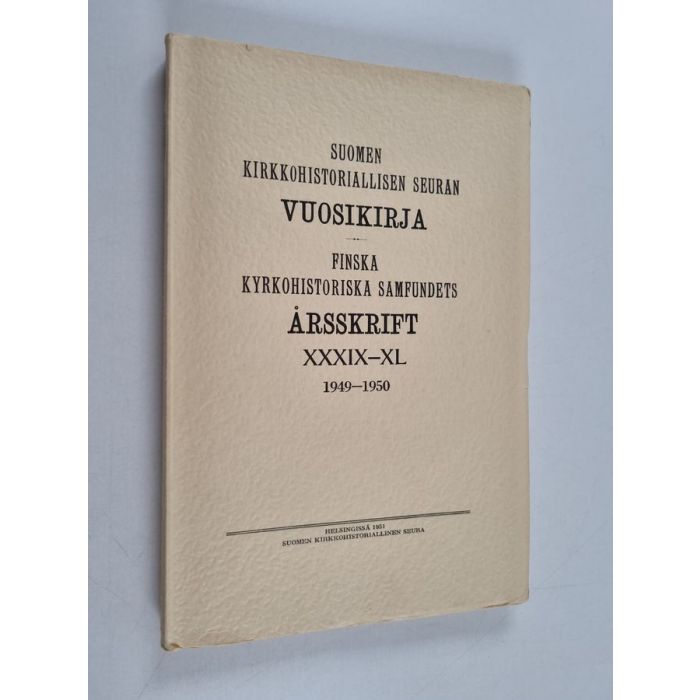 SUOMEN
KIRKKOHISTORIALLISEN SEURAN
VUOSIKIRJA
FINSKA
KYRKOHISTORISKA SAMFUNDETS
ÅRSSKRIFT
XXXIX—XL
1949—1950
HELSINGISSÄ 1951
SUOMEN KIRKKOHISTORIALLINEN SEURA